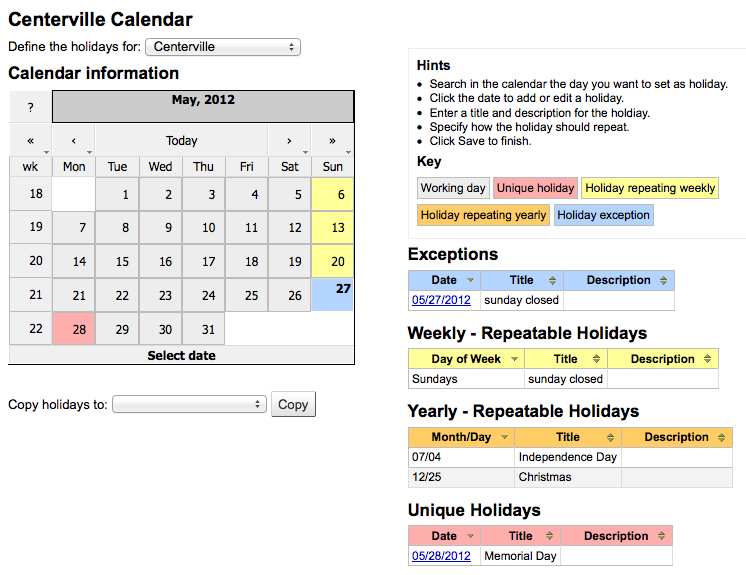 Centerville Calendar
Define the holidays for: Centerville
Calendar information
? May, 2012
« ‹ Today › »
wk Mon Tue Wed Thu Fri Sat Sun
18 1 2 3 4 5 6
19 7 8 9 10 11 12 13
20 14 15 16 17 18 19 20
21 21 22 23 24 25 26 27
22 28 29 30 31
Select date
Copy holidays to: Copy
Hints
• Search in the calendar the day you want to set as holiday.
• Click the date to add or edit a holiday.
• Enter a title and description for the holdiay.
• Specify how the holiday should repeat.
• Click Save to finish.
Key
Working day Unique holiday Holiday repeating weekly
Holiday repeating yearly Holiday exception
Exceptions
Date Title Description
05/27/2012 sunday closed
Weekly - Repeatable Holidays
Day of Week Title Description
Sundays sunday closed
Yearly - Repeatable Holidays
Month/Day Title Description
07/04 Independence Day
12/25 Christmas
Unique Holidays
Date Title Description
05/28/2012 Memorial Day